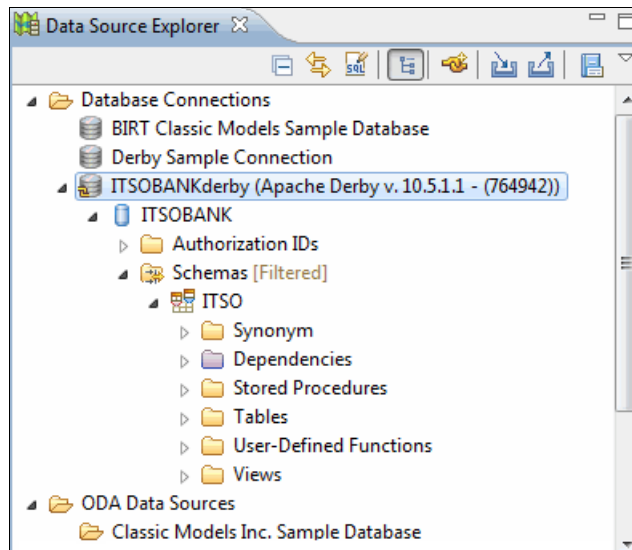 Data Source Explorer
SQL
Database Connections
BIRT Classic Models Sample Database
Derby Sample Connection
ITSOBANKderby (Apache Derby v. 10.5.1.1 - (764942))
ITSOBANK
Authorization IDs
Schemas [Filtered]
ITSO
Synonym
Dependencies
Stored Procedures
Tables
User-Defined Functions
Views
ODA Data Sources
Classic Models Inc. Sample Database